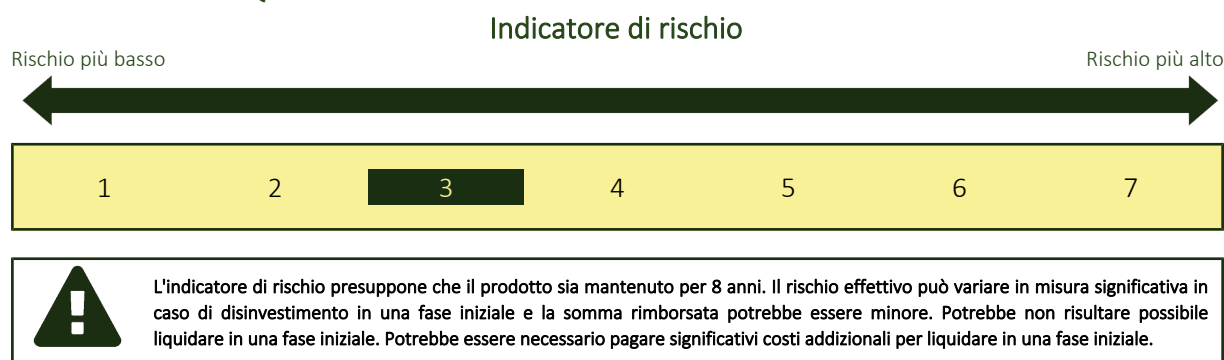 Indicatore di rischio
Rischio più basso Rischio più alto
1 2 3 4 5 6 7
L'indicatore di rischio presuppone che il prodotto sia mantenuto per 8 anni. Il rischio effettivo può variare in misura significativa in
caso di disinvestimento in una fase iniziale e la somma rimborsata potrebbe essere minore. Potrebbe non risultare possibile
liquidare in una fase iniziale. Potrebbe essere necessario pagare significativi costi addizionali per liquidare in una fase iniziale.